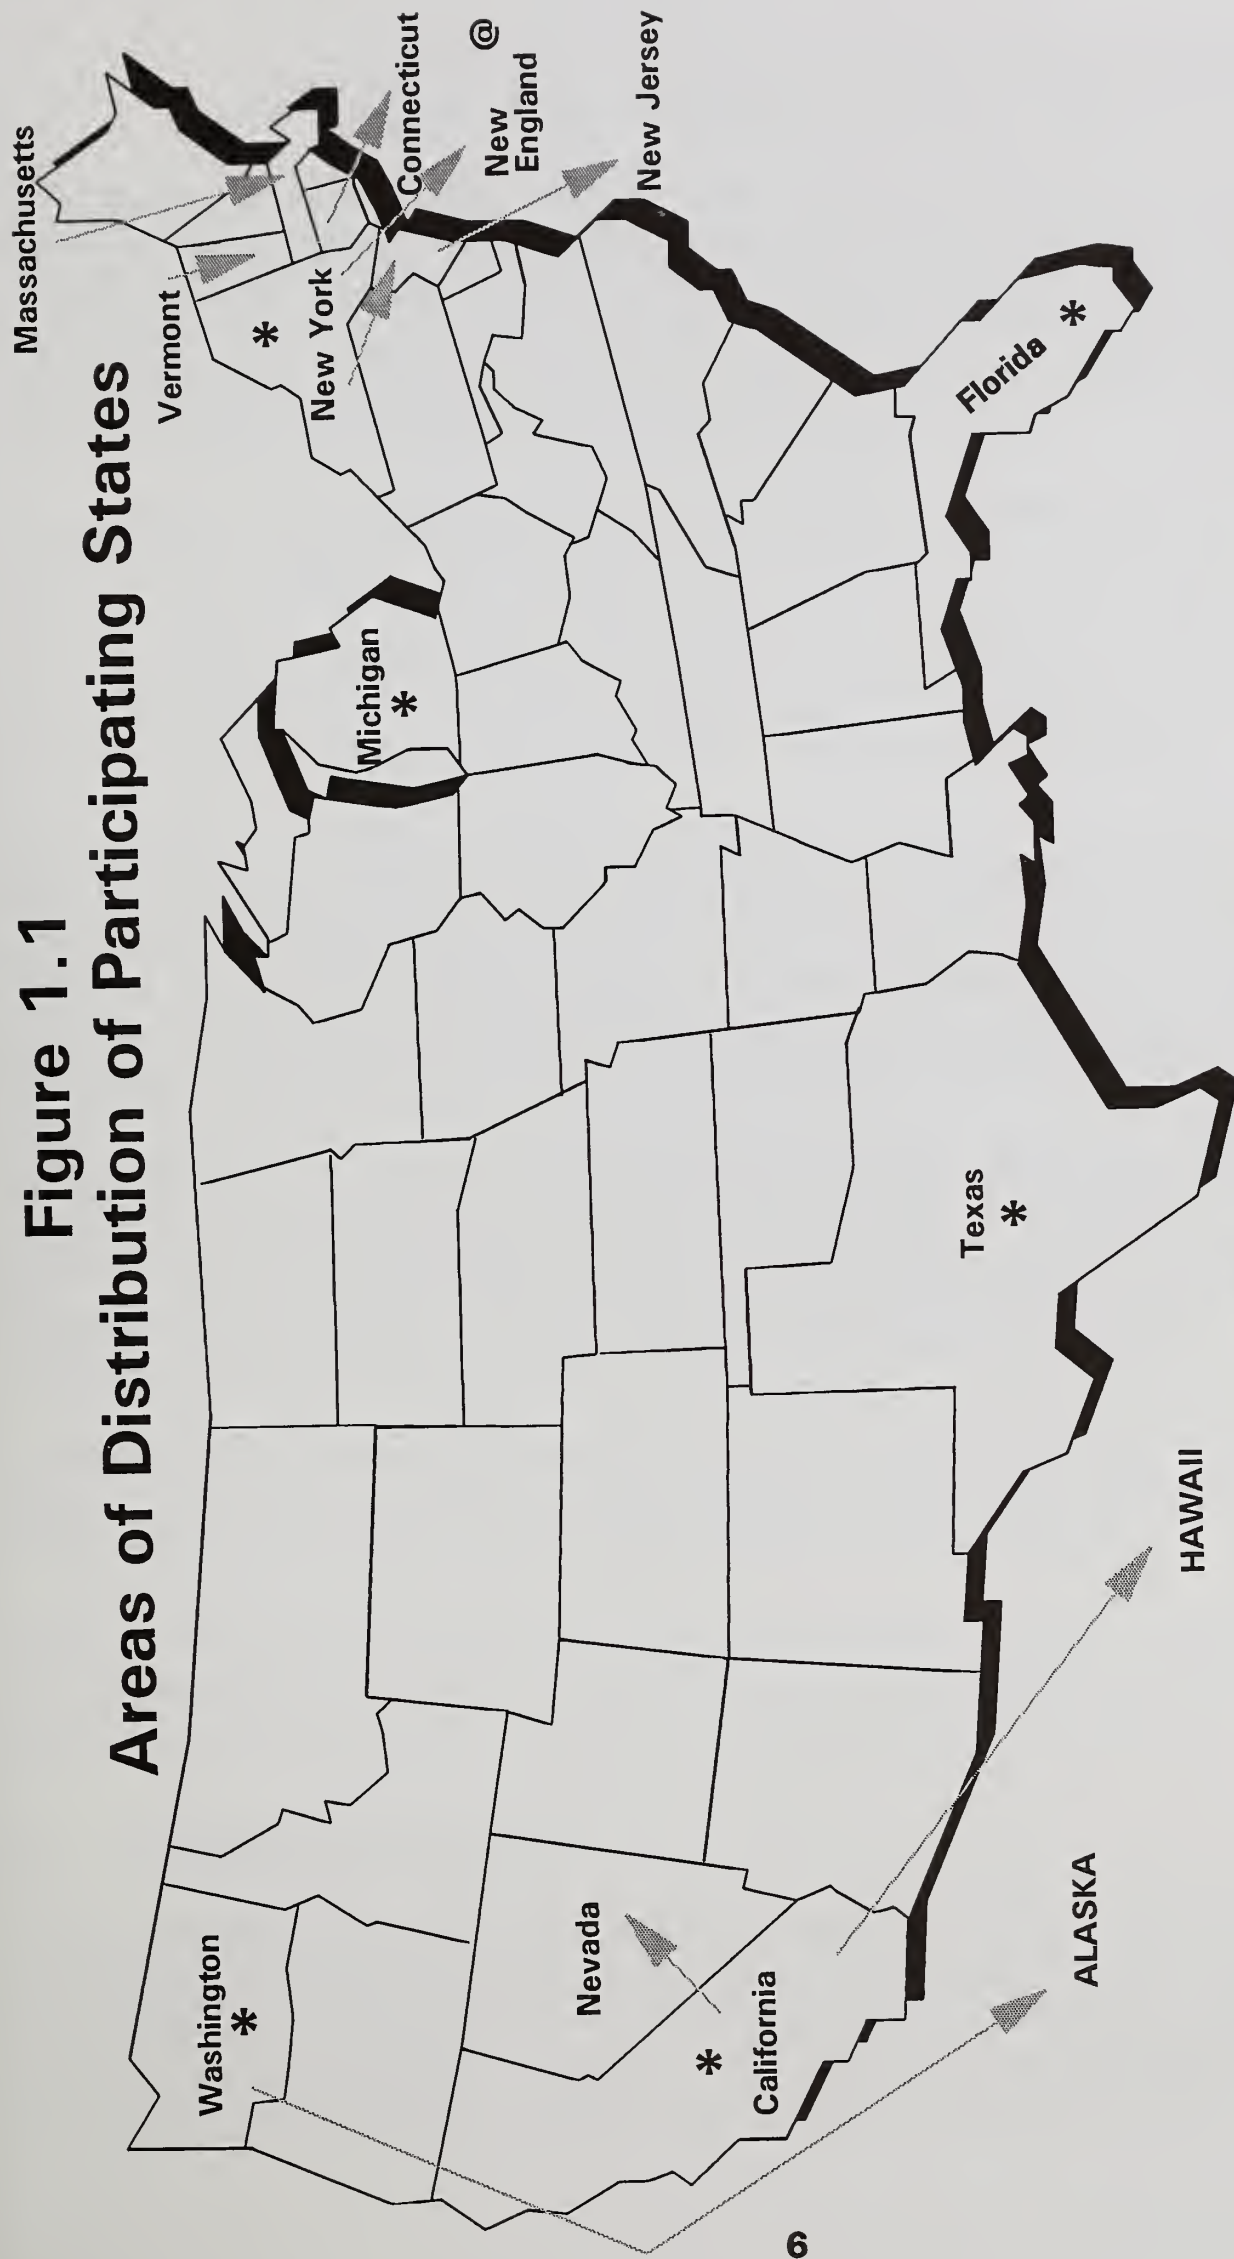 Figure 1.1
Areas of Distribution of Participating States
Massachusetts
Vermont
Washington
*
*
New York
Michigan
*
Connecticut
New @
England
New Jersey
Nevada
*
California
Texas
*
Florida
*
ALASKA
HAWAII
6